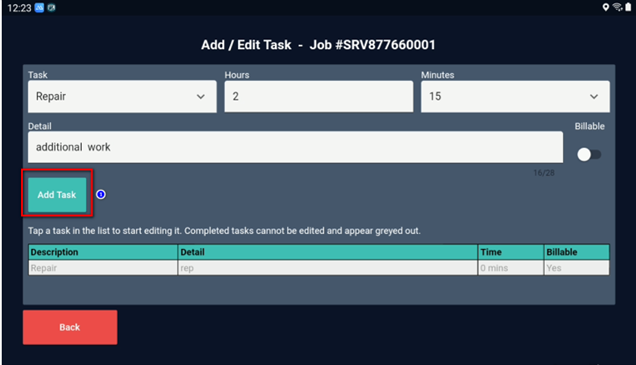 12:23
Add / Edit Task - Job #SRV877660001
Task Hours Minutes
Repair 2 15
Detail Billable
additional work
16/28
Add Task
Tap a task in the list to start editing it. Completed tasks cannot be edited and appear greyed out.
Description Detail Time Billable
Repair rep 0 mins Yes
Back